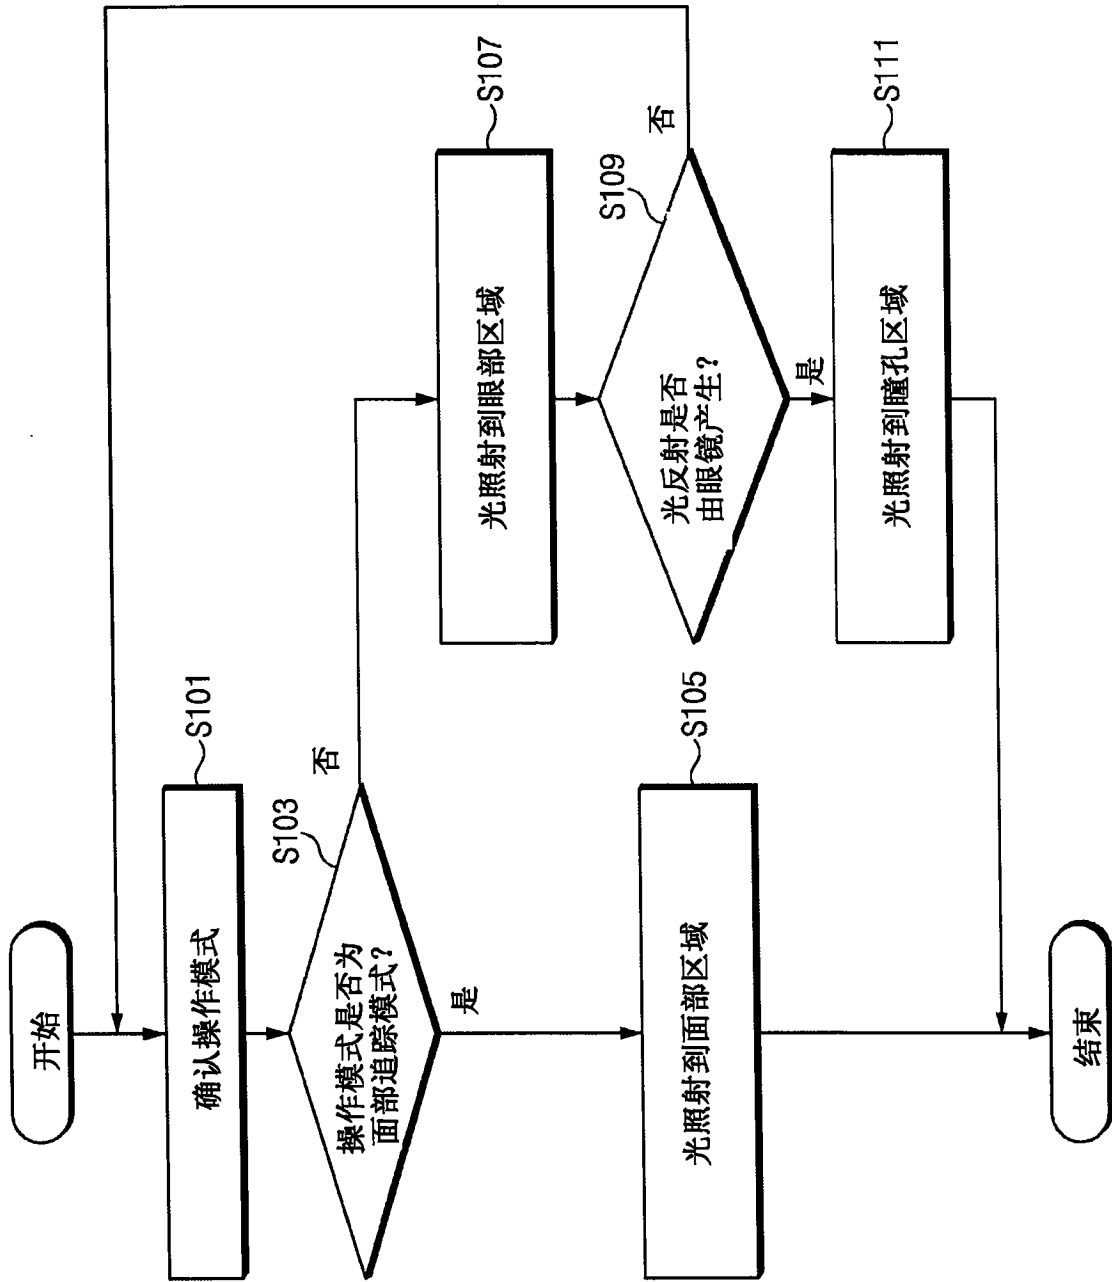 开始
确认操作模式
S101
操作模式是否为
面部追踪模式?
S103
否
是
光照射到面部区域
S105
光照射到眼部区域
S107
光反射是否
由眼镜产生?
S109
否
是
光照射到瞳孔区域
S111
结束